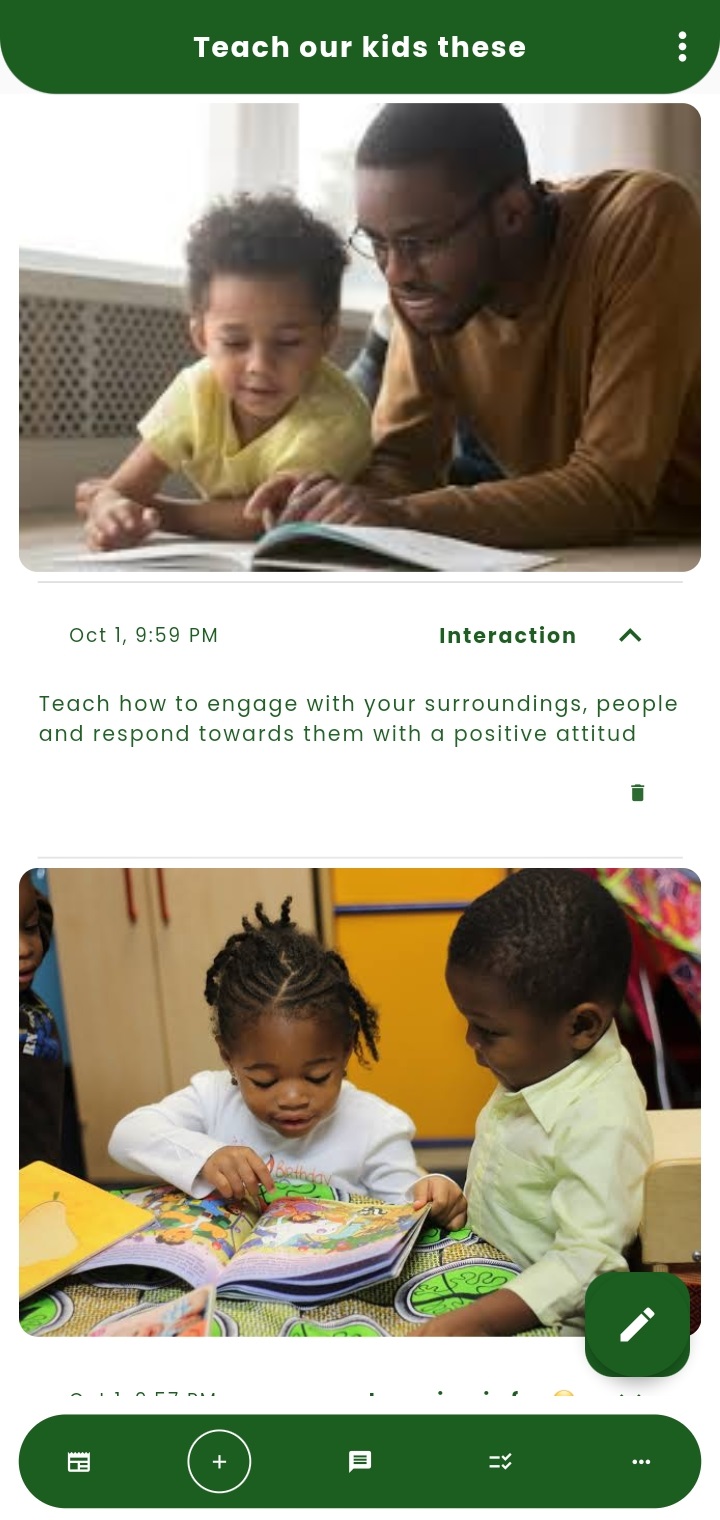 Teach our kids these
Oct 1, 9:59 PM
Interaction
Teach how to engage with your surroundings, people
and respond towards them with a positive attitud
Birthday